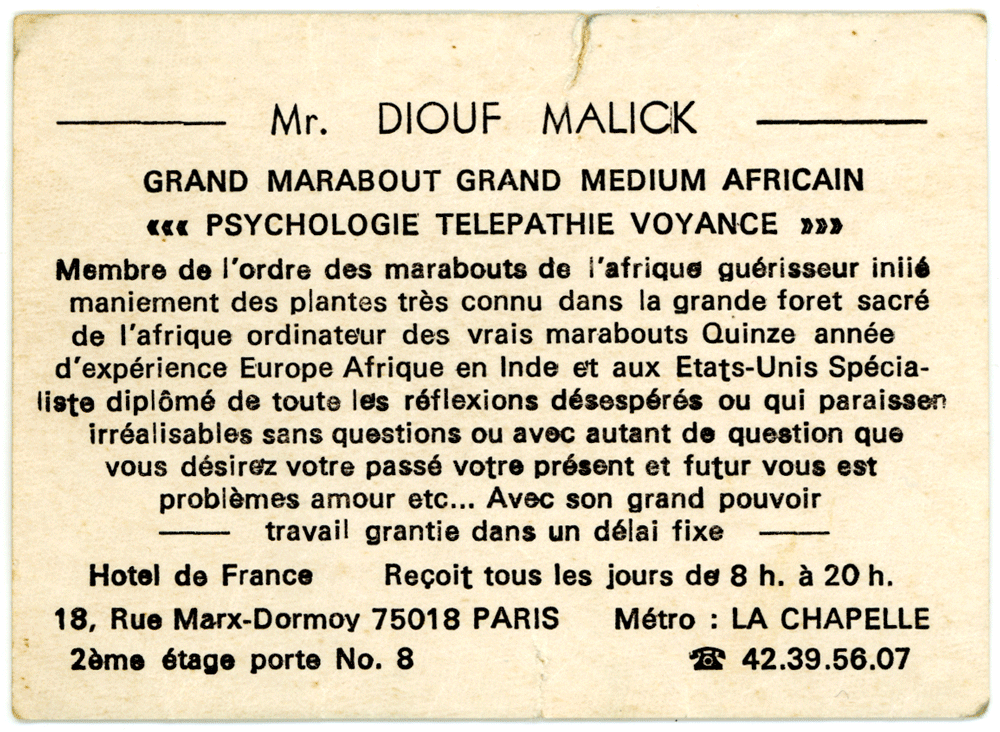 Mr. DIOUF MALICK
GRAND MARABOUT GRAND MEDIUM AFRICAIN
««« PSYCHOLOGIE TELEPATHIE VOYANCE »»»
Membre de l'ordre des marabouts de l'afrique guérisseur iniié
maniement des plantes très connu dans la grande foret sacré
de l'afrique ordinateur des vrais marabouts Quinze année
d'expérience Europe Afrique en Inde et aux Etats-Unis Spécia-
liste diplômé de toute les réflexions désespérés ou qui paraissen
irréalisables sans questions ou avec autant de question que
vous désirez votre passé votre présent et futur vous est
problèmes amour etc... Avec son grand pouvoir
travail grantie dans un délai fixe
Hotel de France Reçoit tous les jours de 8 h. à 20 h.
18, Rue Marx-Dormoy 75018 PARIS Métro : LA CHAPELLE
2ème étage porte No. 8 ☎ 42.39.56.07